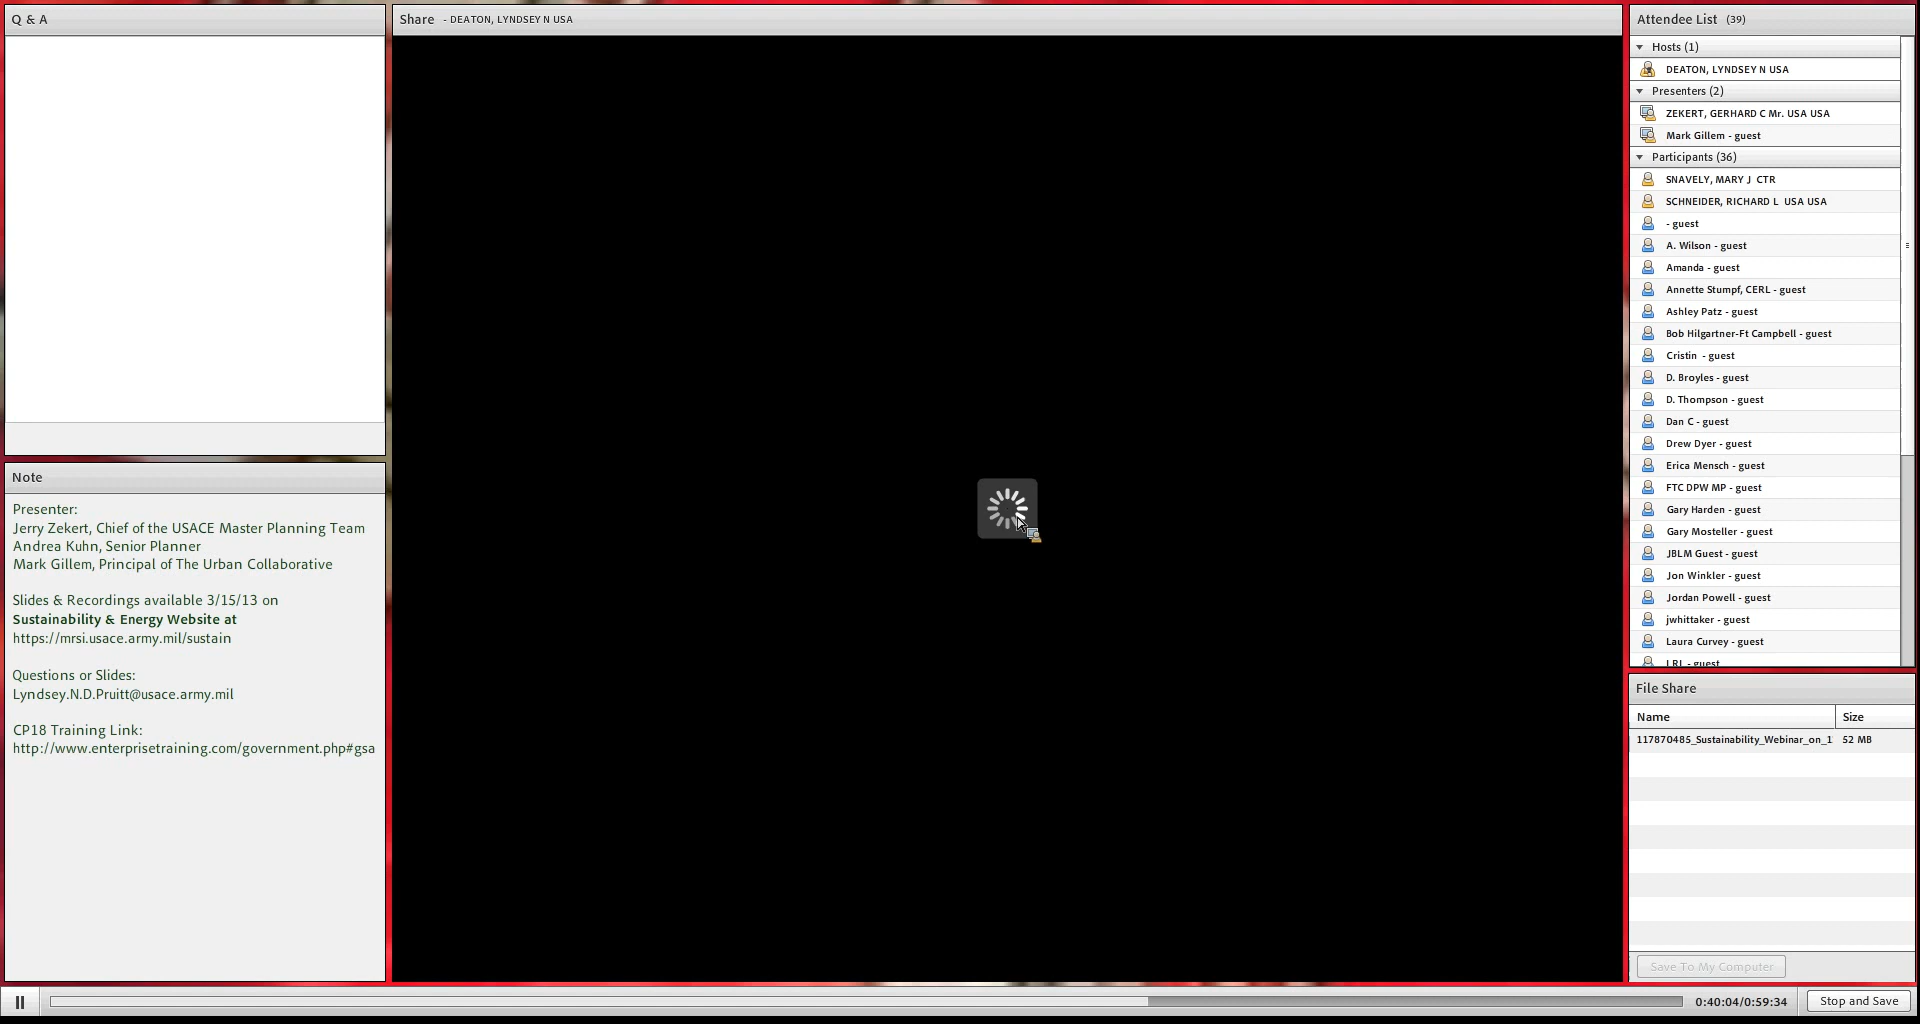 Q & A
Share - DEATON, LYNDSEY N USA
Attendee List (39)
Hosts (1)
DEATON, LYNDSEY N USA
Presenters (2)
ZEKERT, GERHARD C Mr. USA USA
Mark Gillem - guest
Participants (36)
SNAVELY, MARY J CTR
SCHNEIDER, RICHARD L USA USA
- guest
A. Wilson - guest
Amanda - guest
Annette Stumpf, CERL - guest
Ashley Patz - guest
Bob Hilgartner-Ft Campbell - guest
Cristin - guest
D. Broyles - guest
D. Thompson - guest
Dan C - guest
Drew Dyer - guest
Erica Mensch - guest
FTC DPW MP - guest
Gary Harden - guest
Gary Mosteller - guest
JBLM Guest - guest
Jon Winkler - guest
Jordan Powell - guest
jwhittaker - guest
Laura Curvey - guest
LRL - guest
Note
Presenter:
Jerry Zekert, Chief of the USACE Master Planning Team
Andrea Kuhn, Senior Planner
Mark Gillem, Principal of The Urban Collaborative
Slides & Recordings available 3/15/13 on
Sustainability & Energy Website at
https://mrsi.usace.army.mil/sustain
Questions or Slides:
Lyndsey.N.D.Pruitt@usace.army.mil
CP18 Training Link:
http://www.enterprisetraining.com/government.php#gsa
File Share
Name Size
117870485_Sustainability_Webinar_on_1 52 MB
Save To My Computer
0:40:04/0:59:34
Stop and Save